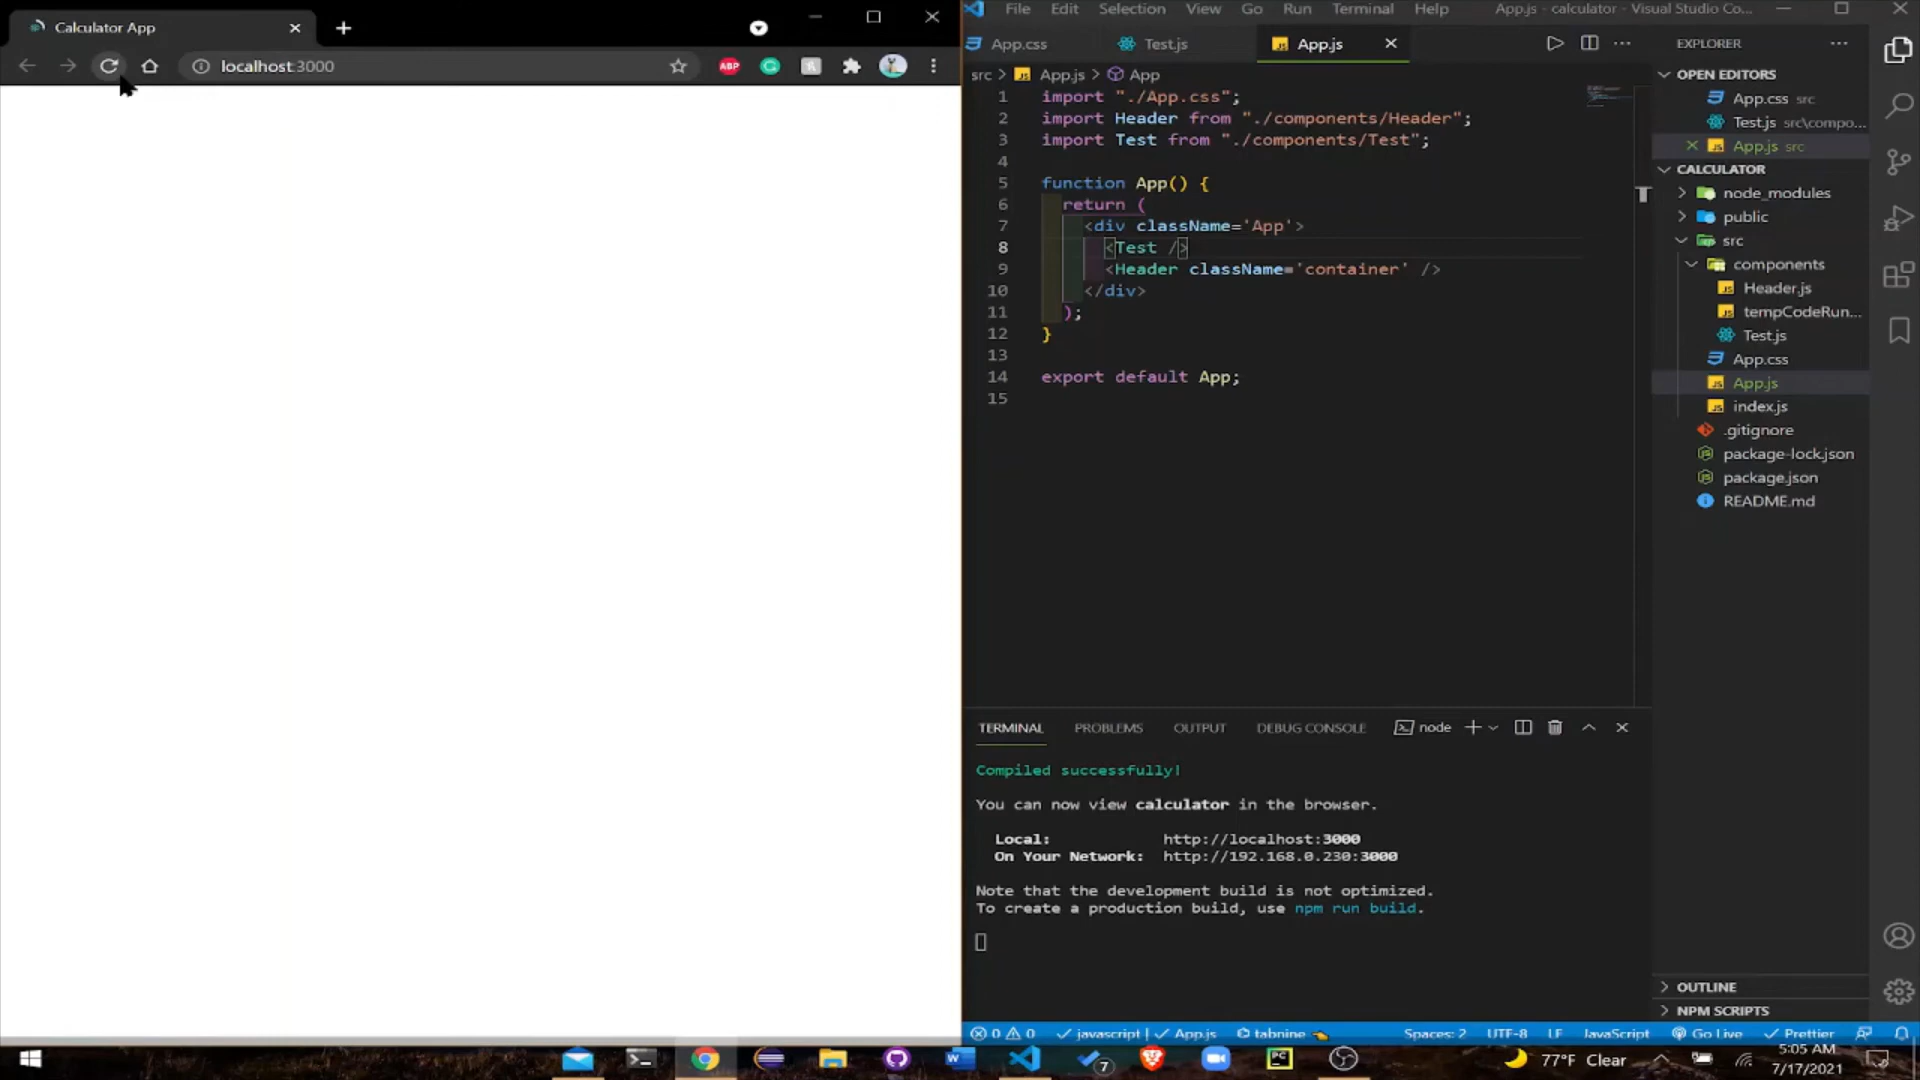 Calculator App
localhost:3000
ABP
File Edit Selection View Go Run Terminal Help App.js - calculator - Visual Studio Co...
App.css Test.js App.js
src > App.js > App
1 import "./App.css";
2 import Header from "./components/Header";
3 import Test from "./components/Test";
4
5 function App() {
6 return (
7 <div className='App'>
8 <Test />
9 <Header className='container' />
10 </div>
11 );
12 }
13
14 export default App;
15
EXPLORER
OPEN EDITORS
App.css src
Test.js src\compo...
App.js src
CALCULATOR
node_modules
public
src
components
Header.js
tempCodeRun...
Test.js
App.css
App.js
index.js
.gitignore
package-lock.json
package.json
README.md
OUTLINE
NPM SCRIPTS
TERMINAL PROBLEMS OUTPUT DEBUG CONSOLE node
Compiled successfully!
You can now view calculator in the browser.
Local: http://localhost:3000
On Your Network: http://192.168.0.230:3000
Note that the development build is not optimized.
To create a production build, use npm run build.
0 0 javascript | App.js tabnine Spaces: 2 UTF-8 LF JavaScript Go Live Prettier
7 PC 77°F Clear
5:05 AM
7/17/2021